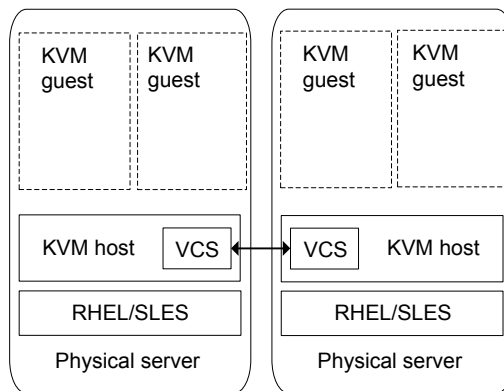 KVM
guest
KVM
guest
KVM host
VCS
RHEL/SLES
Physical server
KVM
guest
KVM
guest
VCS
KVM host
RHEL/SLES
Physical server